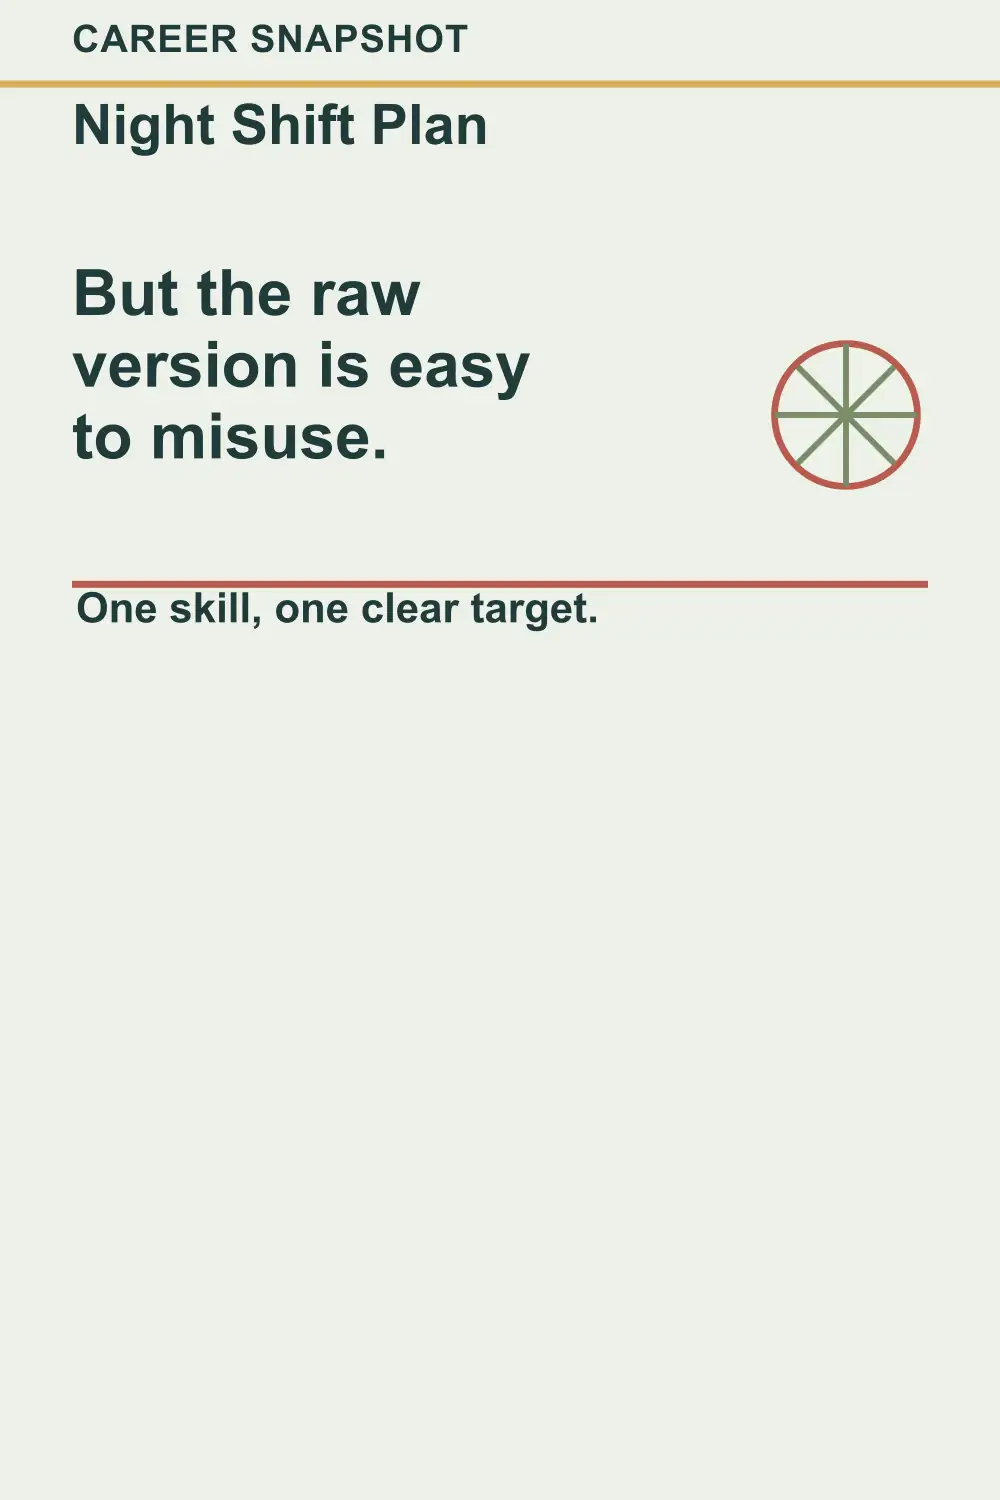 CAREER SNAPSHOT
Night Shift Plan
But the raw
version is easy
to misuse.
One skill, one clear target.